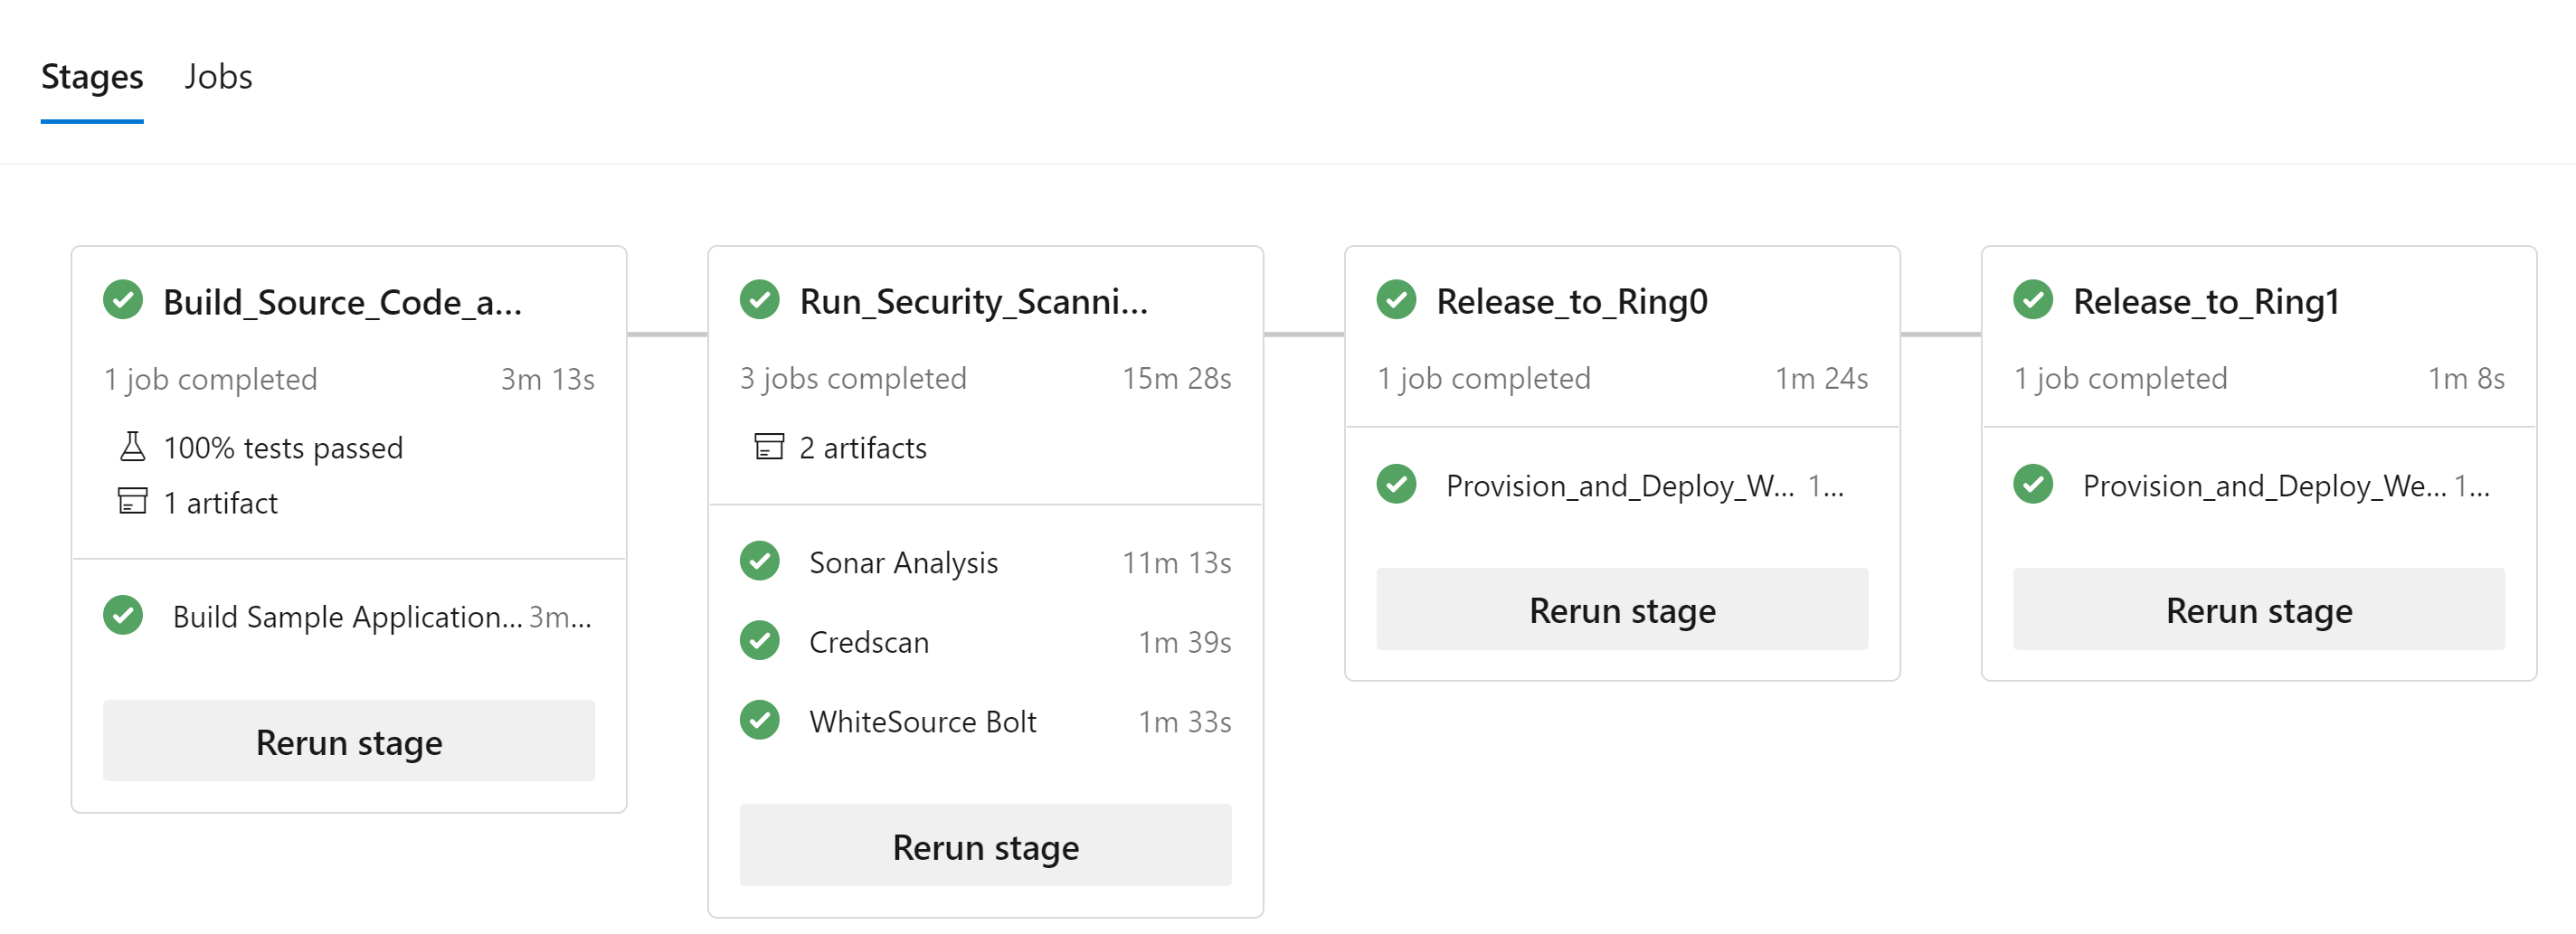 Stages Jobs
Build_Source_Code_a...
1 job completed 3m 13s
100% tests passed
1 artifact
Build Sample Application... 3m...
Rerun stage
Run_Security_Scanni...
3 jobs completed 15m 28s
2 artifacts
Sonar Analysis 11m 13s
Credscan 1m 39s
WhiteSource Bolt 1m 33s
Rerun stage
Release_to_Ring0
1 job completed 1m 24s
Provision_and_Deploy_W... 1...
Rerun stage
Release_to_Ring1
1 job completed 1m 8s
Provision_and_Deploy_We... 1...
Rerun stage